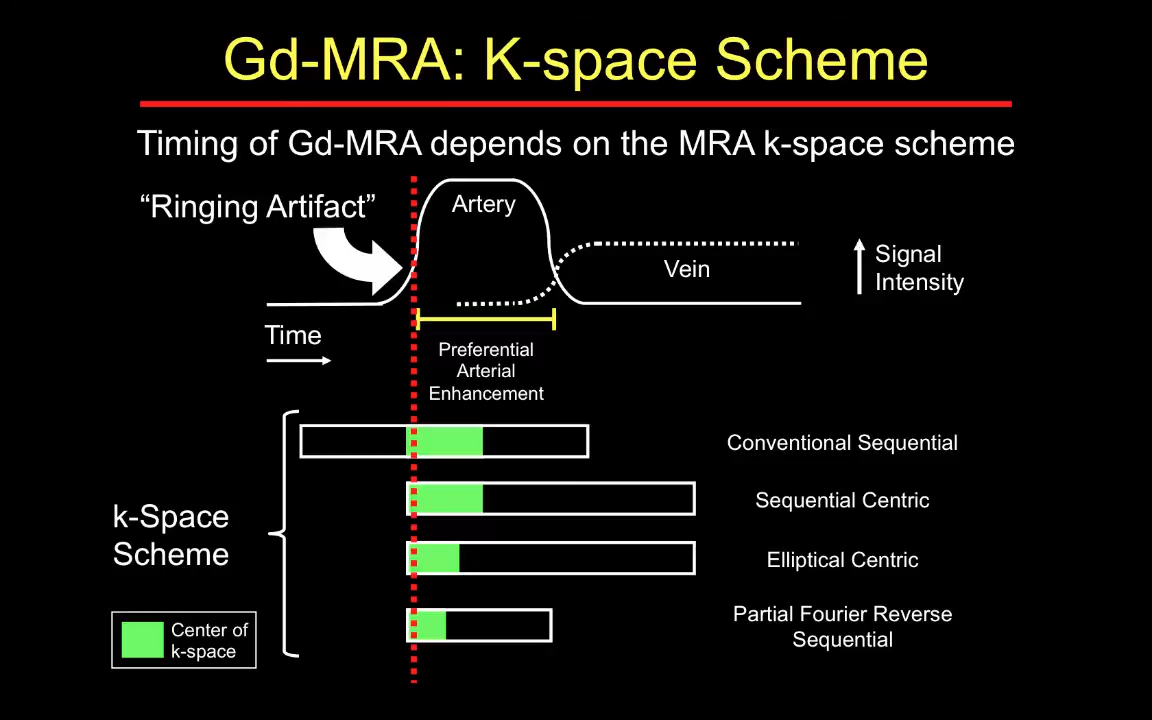 Gd-MRA: K-space Scheme
Timing of Gd-MRA depends on the MRA k-space scheme
“Ringing Artifact”
Artery
Vein
Signal
Intensity
Time
Preferential
Arterial
Enhancement
k-Space
Scheme
Conventional Sequential
Sequential Centric
Elliptical Centric
Partial Fourier Reverse
Sequential
Center of
k-space